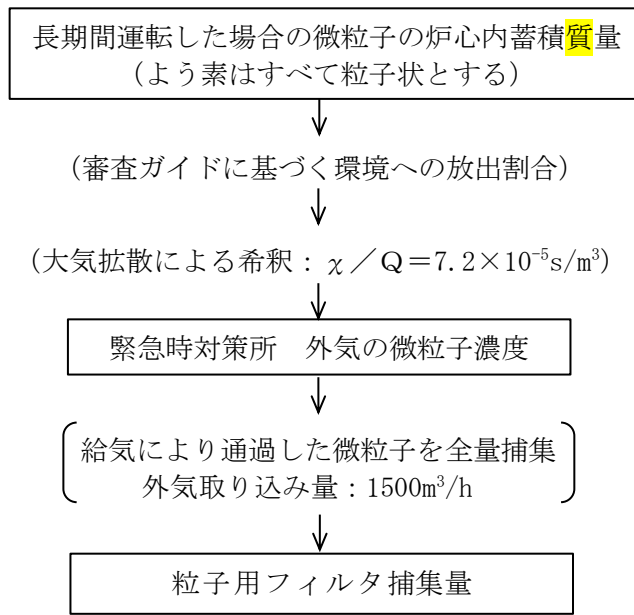 長期間運転した場合の微粒子の炉心内蓄積質量
(よう素はすべて粒子状とする)
(審査ガイドに基づく環境への放出割合)
(大気拡散による希釈：χ／Q＝7.2×10⁻⁵s/m³)
緊急時対策所　外気の微粒子濃度
給気により通過した微粒子を全量捕集
外気取り込み量：1500m³/h
粒子用フィルタ捕集量